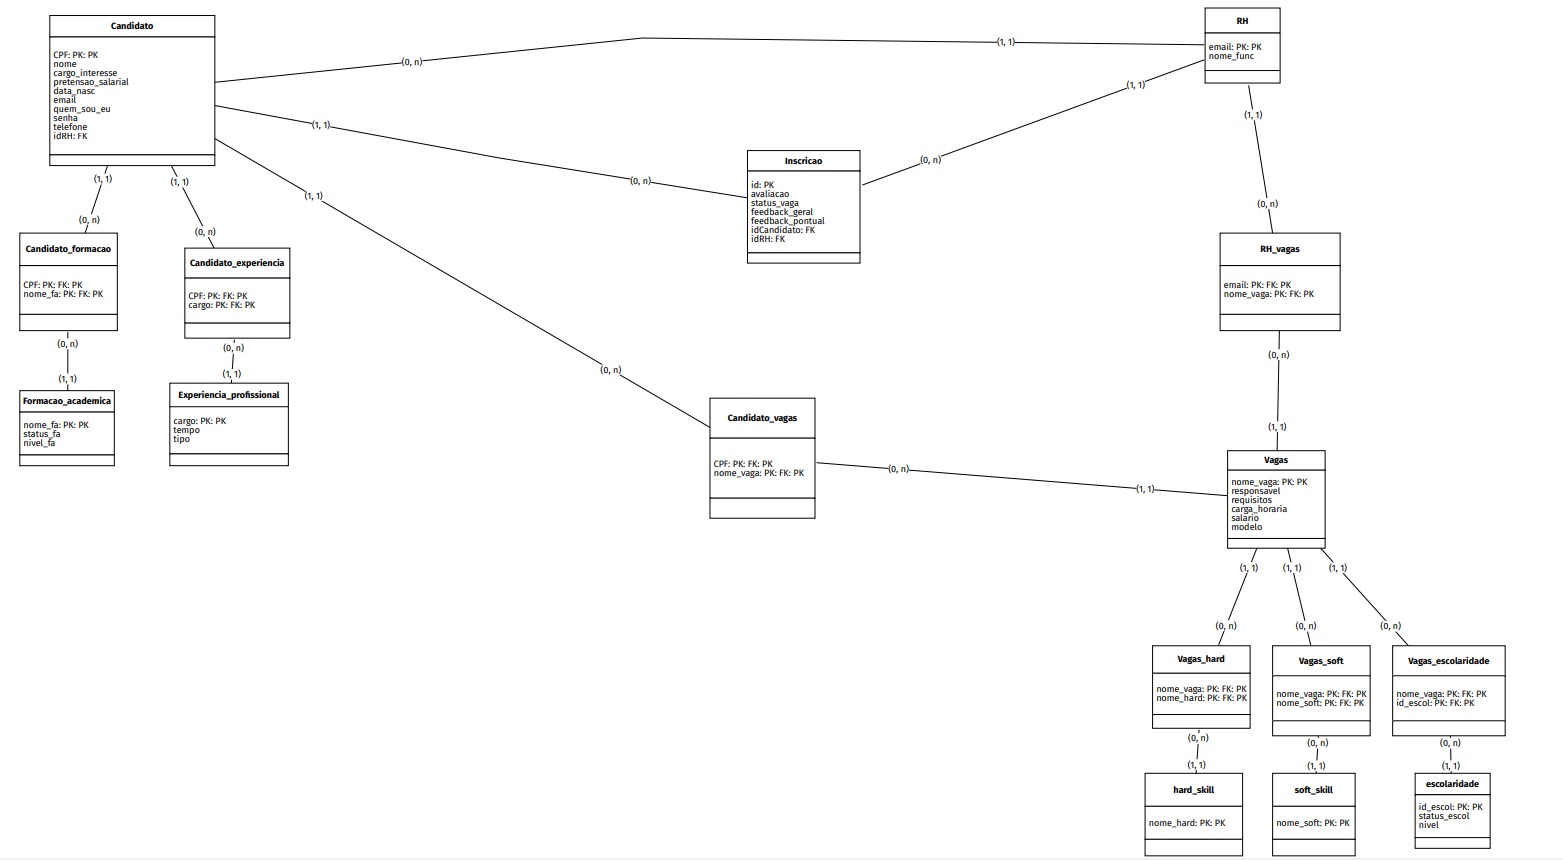 Candidato
CPF: PK: PK
nome
cargo_interesse
pretensao_salarial
data_nasc
email
quem_sou_eu
senha
telefone
idRH: FK
RH
email: PK: PK
nome_func
(0, n)
(1, 1)
(1, 1)
(1, 1)
(1, 1)
(0, n)
Inscricao
id: PK
avaliacao
status_vaga
feedback_geral
feedback_pontual
idCandidato: FK
idRH: FK
(0, n)
(1, 1)
(1, 1)
(1, 1)
(0, n)
(0, n)
(0, n)
Candidato_formacao
CPF: PK: FK: PK
nome_fa: PK: FK: PK
Candidato_experiencia
CPF: PK: FK: PK
cargo: PK: FK: PK
RH_vagas
email: PK: FK: PK
nome_vaga: PK: FK: PK
(0, n)
(1, 1)
(0, n)
(1, 1)
(0, n)
(0, n)
(1, 1)
Formacao_academica
nome_fa: PK: PK
status_fa
nivel_fa
Experiencia_profissional
cargo: PK: PK
tempo
tipo
Candidato_vagas
CPF: PK: FK: PK
nome_vaga: PK: FK: PK
(0, n)
(1, 1)
Vagas
nome_vaga: PK: PK
responsavel
requisitos
carga_horaria
salario
modelo
(1, 1)
(1, 1)
(1, 1)
(0, n)
(0, n)
(0, n)
Vagas_hard
nome_vaga: PK: FK: PK
nome_hard: PK: FK: PK
Vagas_soft
nome_vaga: PK: FK: PK
nome_soft: PK: FK: PK
Vagas_escolaridade
nome_vaga: PK: FK: PK
id_escol: PK: FK: PK
(0, n)
(0, n)
(0, n)
(1, 1)
(1, 1)
(1, 1)
hard_skill
nome_hard: PK: PK
soft_skill
nome_soft: PK: PK
escolaridade
id_escol: PK: PK
status_escol
nivel